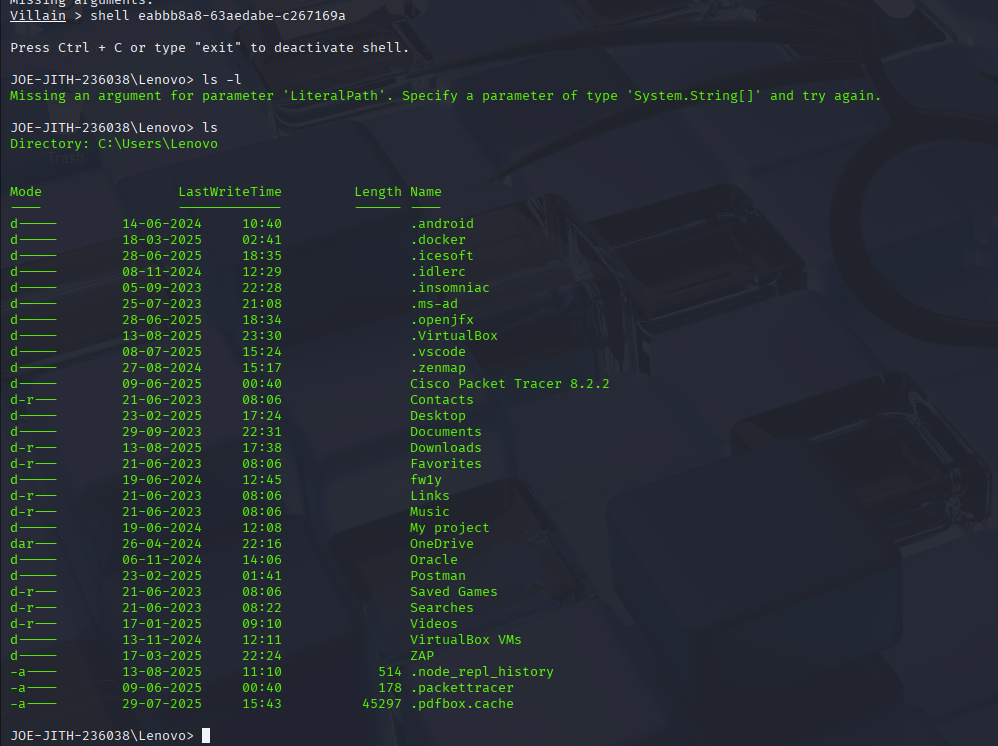 Missing arguments.
Villain > shell eabbb8a8-63aedabe-c267169a
Press Ctrl + C or type "exit" to deactivate shell.
JOE-JITH-236038\Lenovo> ls -l
Missing an argument for parameter 'LiteralPath'. Specify a parameter of type 'System.String[]' and try again.
JOE-JITH-236038\Lenovo> ls
Directory: C:\Users\Lenovo
Trash
Mode LastWriteTime Length Name
---- ------------- ------ ----
d----- 14-06-2024 10:40 .android
d----- 18-03-2025 02:41 .docker
d----- 28-06-2025 18:35 .icesoft
d----- 08-11-2024 12:29 .idlerc
d----- 05-09-2023 22:28 .insomniac
d----- 25-07-2023 21:08 .ms-ad
d----- 28-06-2025 18:34 .openjfx
d----- 13-08-2025 23:30 .VirtualBox
d----- 08-07-2025 15:24 .vscode
d----- 27-08-2024 15:17 .zenmap
d----- 09-06-2025 00:40 Cisco Packet Tracer 8.2.2
d-r--- 21-06-2023 08:06 Contacts
d----- 23-02-2025 17:24 Desktop
d----- 29-09-2023 22:31 Documents
d-r--- 13-08-2025 17:38 Downloads
d-r--- 21-06-2023 08:06 Favorites
d----- 19-06-2024 12:45 fw1y
d-r--- 21-06-2023 08:06 Links
d-r--- 21-06-2023 08:06 Music
d----- 19-06-2024 12:08 My project
dar--- 26-04-2024 22:16 OneDrive
d----- 06-11-2024 14:06 Oracle
d----- 23-02-2025 01:41 Postman
d-r--- 21-06-2023 08:06 Saved Games
d-r--- 21-06-2023 08:22 Searches
d-r--- 17-01-2025 09:10 Videos
d----- 13-11-2024 12:11 VirtualBox VMs
d----- 17-03-2025 22:24 ZAP
-a---- 13-08-2025 11:10 514 .node_repl_history
-a---- 09-06-2025 00:40 178 .packettracer
-a---- 29-07-2025 15:43 45297 .pdfbox.cache
JOE-JITH-236038\Lenovo>